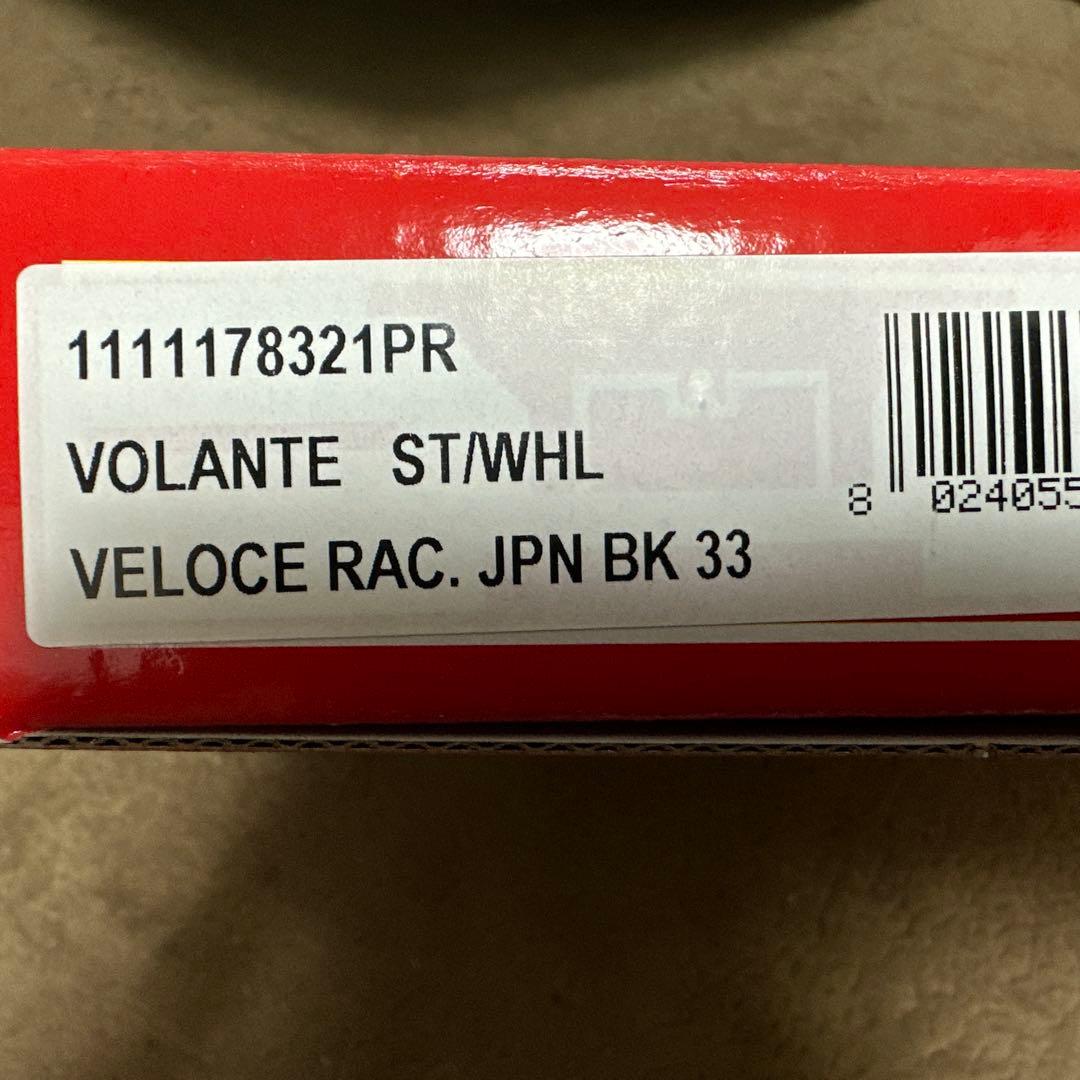 1111178321PR
VOLANTE ST/WHL
VELOCE RAC. JPN BK 33
8 024055